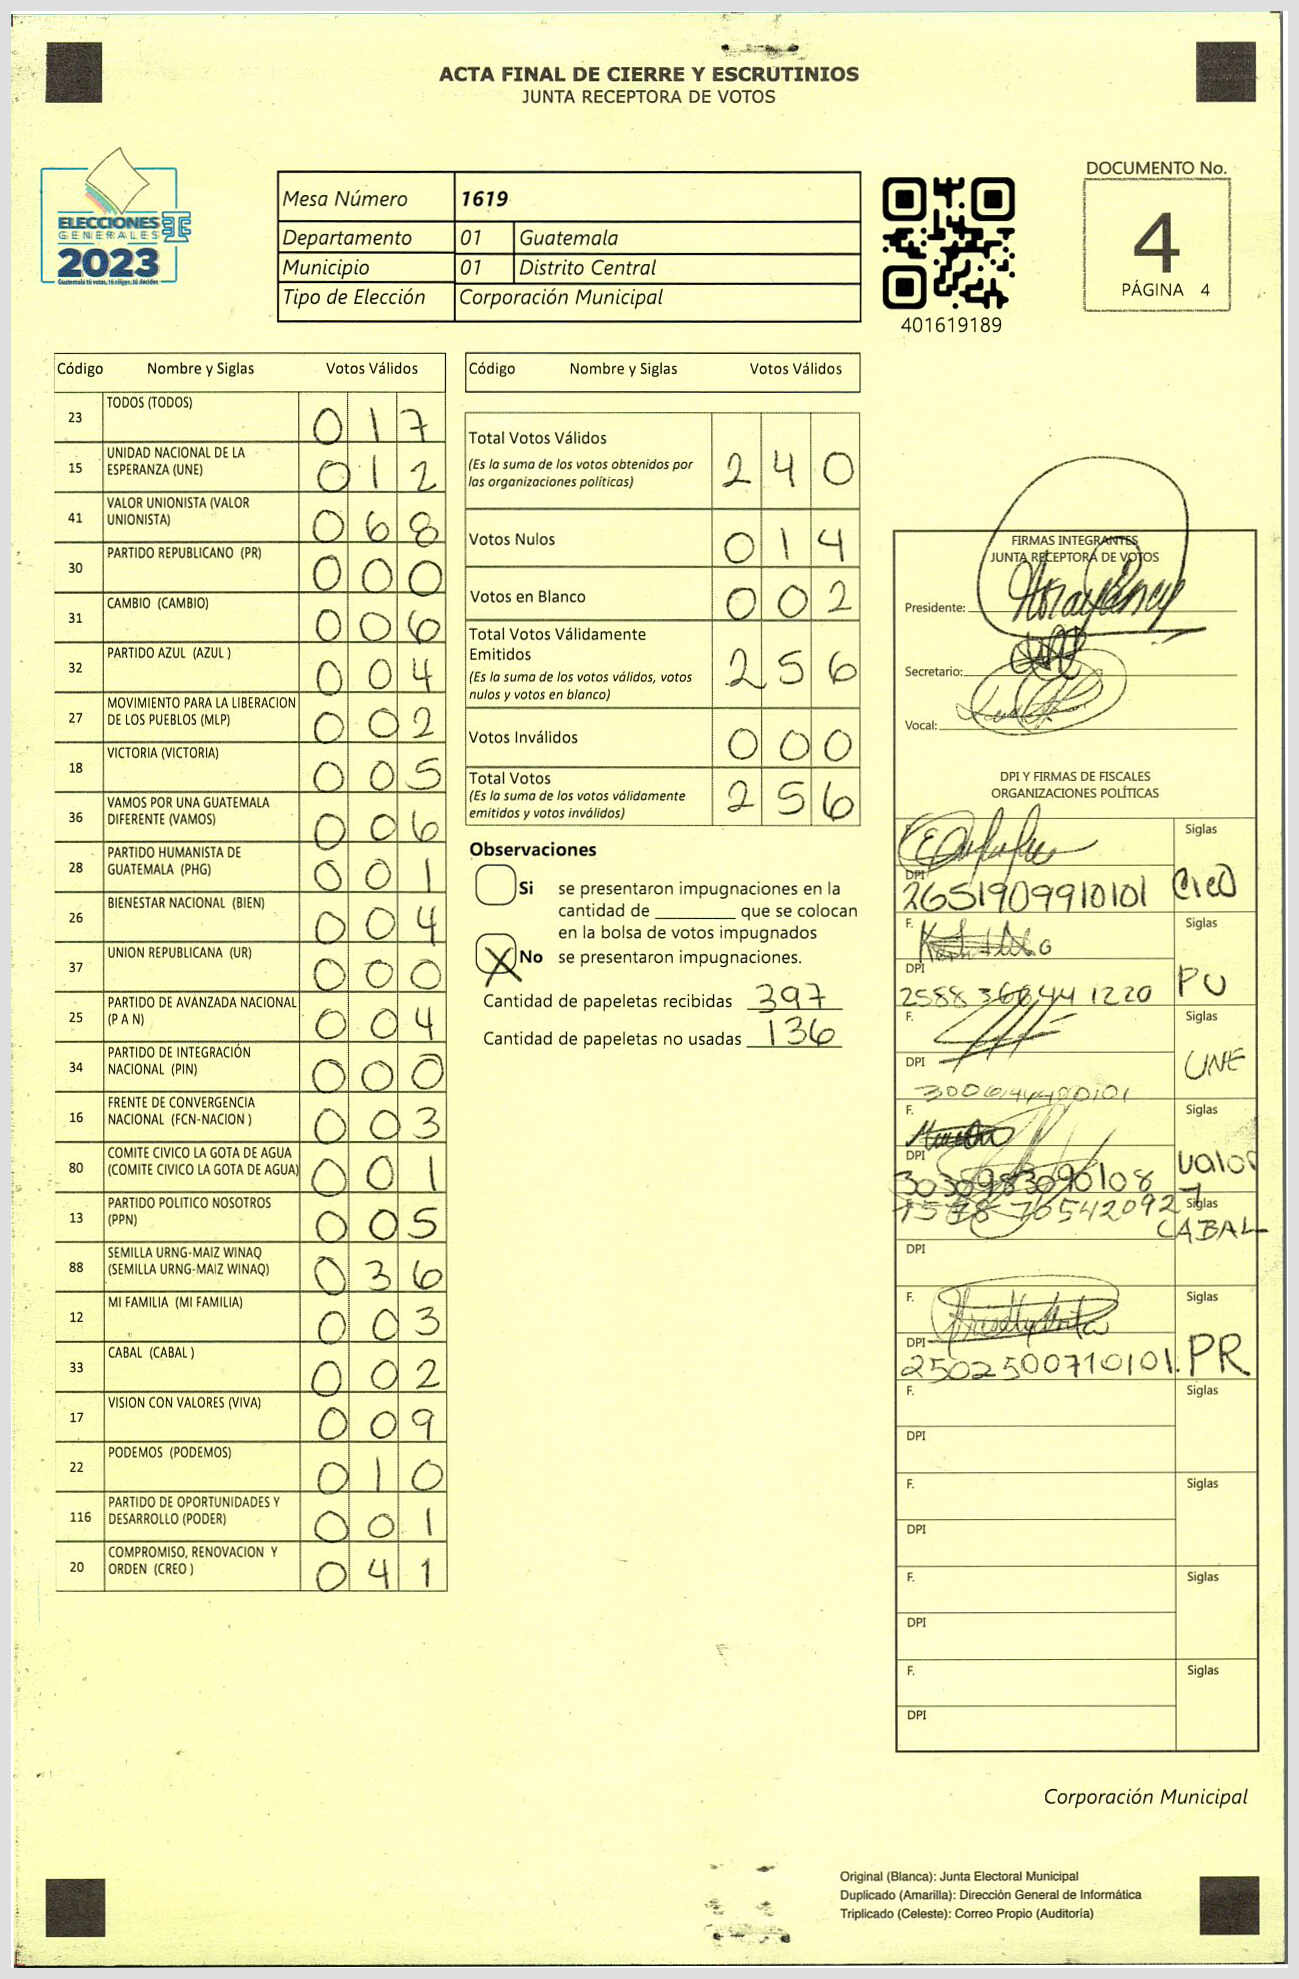 ACTA FINAL DE CIERRE Y ESCRUTINIOS
JUNTA RECEPTORA DE VOTOS
ELECCIONES
GENERALES
2023
Guatemala tú votas, tú eliges, tú decides
Mesa Número 1619
Departamento 01 Guatemala
Municipio 01 Distrito Central
Tipo de Elección Corporación Municipal
401619189
DOCUMENTO No.
4
PÁGINA 4
Código Nombre y Siglas Votos Válidos
23 TODOS (TODOS) 0 1 7
15 UNIDAD NACIONAL DE LA
ESPERANZA (UNE) 0 1 2
41 VALOR UNIONISTA (VALOR
UNIONISTA) 0 6 8
30 PARTIDO REPUBLICANO (PR) 0 0 0
31 CAMBIO (CAMBIO) 0 0 6
32 PARTIDO AZUL (AZUL ) 0 0 4
27 MOVIMIENTO PARA LA LIBERACION
DE LOS PUEBLOS (MLP) 0 0 2
18 VICTORIA (VICTORIA) 0 0 5
36 VAMOS POR UNA GUATEMALA
DIFERENTE (VAMOS) 0 0 6
28 PARTIDO HUMANISTA DE
GUATEMALA (PHG) 0 0 1
26 BIENESTAR NACIONAL (BIEN) 0 0 4
37 UNION REPUBLICANA (UR) 0 0 0
25 PARTIDO DE AVANZADA NACIONAL
(P A N) 0 0 4
34 PARTIDO DE INTEGRACIÓN
NACIONAL (PIN) 0 0 0
16 FRENTE DE CONVERGENCIA
NACIONAL (FCN-NACION ) 0 0 3
80 COMITE CIVICO LA GOTA DE AGUA
(COMITE CIVICO LA GOTA DE AGUA) 0 0 1
13 PARTIDO POLITICO NOSOTROS
(PPN) 0 0 5
88 SEMILLA URNG-MAIZ WINAQ
(SEMILLA URNG-MAIZ WINAQ) 0 3 6
12 MI FAMILIA (MI FAMILIA) 0 0 3
33 CABAL (CABAL ) 0 0 2
17 VISION CON VALORES (VIVA) 0 0 9
22 PODEMOS (PODEMOS) 0 1 0
116 PARTIDO DE OPORTUNIDADES Y
DESARROLLO (PODER) 0 0 1
20 COMPROMISO, RENOVACION Y
ORDEN (CREO ) 0 4 1
Código Nombre y Siglas Votos Válidos
Total Votos Válidos 2 4 0
(Es la suma de los votos obtenidos por
las organizaciones políticas)
Votos Nulos 0 1 4
Votos en Blanco 0 0 2
Total Votos Válidamente
Emitidos 2 5 6
(Es la suma de los votos válidos, votos
nulos y votos en blanco)
Votos Inválidos 0 0 0
Total Votos 2 5 6
(Es la suma de los votos válidamente
emitidos y votos inválidos)
Observaciones
Si se presentaron impugnaciones en la
cantidad de ________ que se colocan
en la bolsa de votos impugnados
X No se presentaron impugnaciones.
Cantidad de papeletas recibidas 397
Cantidad de papeletas no usadas 136
FIRMAS INTEGRANTES
JUNTA RECEPTORA DE VOTOS
Presidente:
Secretario:
Vocal:
DPI Y FIRMAS DE FISCALES
ORGANIZACIONES POLÍTICAS
Siglas
DPI
2651909910101
F. Siglas
DPI PU
F. Siglas
DPI UNE
F. Siglas
DPI Valor
Siglas
CABAL
DPI
F. Siglas
DPI
2502500710101. PR
F. Siglas
DPI
F. Siglas
DPI
F. Siglas
DPI
F. Siglas
DPI
Corporación Municipal
Original (Blanca): Junta Electoral Municipal
Duplicado (Amarilla): Dirección General de Informática
Triplicado (Celeste): Correo Propio (Auditoría)